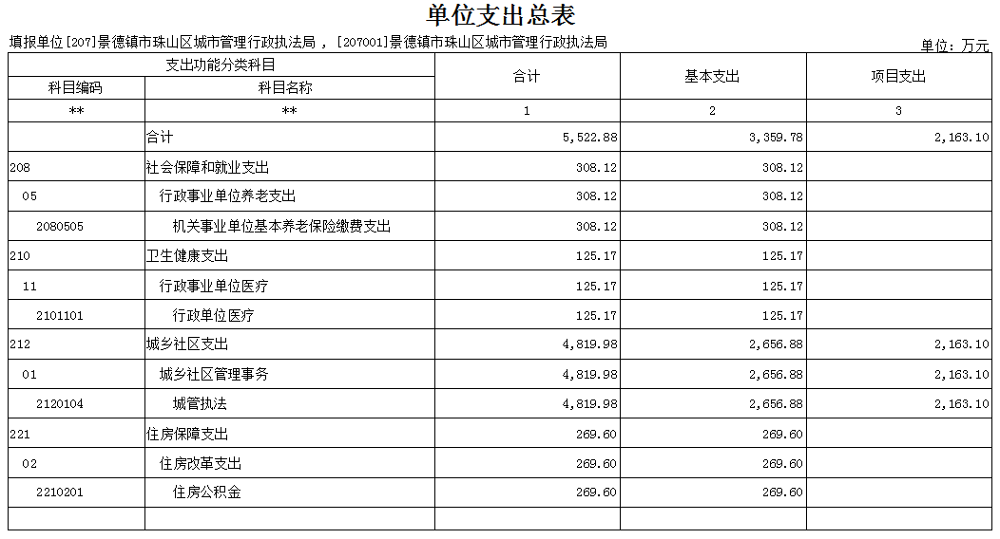 单位支出总表
填报单位[207]景德镇市珠山区城市管理行政执法局 , [207001]景德镇市珠山区城市管理行政执法局 单位：万元
支出功能分类科目 合计 基本支出 项目支出
科目编码 科目名称
** ** 1 2 3
合计 5,522.88 3,359.78 2,163.10
208 社会保障和就业支出 308.12 308.12
05 行政事业单位养老支出 308.12 308.12
2080505 机关事业单位基本养老保险缴费支出 308.12 308.12
210 卫生健康支出 125.17 125.17
11 行政事业单位医疗 125.17 125.17
2101101 行政单位医疗 125.17 125.17
212 城乡社区支出 4,819.98 2,656.88 2,163.10
01 城乡社区管理事务 4,819.98 2,656.88 2,163.10
2120104 城管执法 4,819.98 2,656.88 2,163.10
221 住房保障支出 269.60 269.60
02 住房改革支出 269.60 269.60
2210201 住房公积金 269.60 269.60